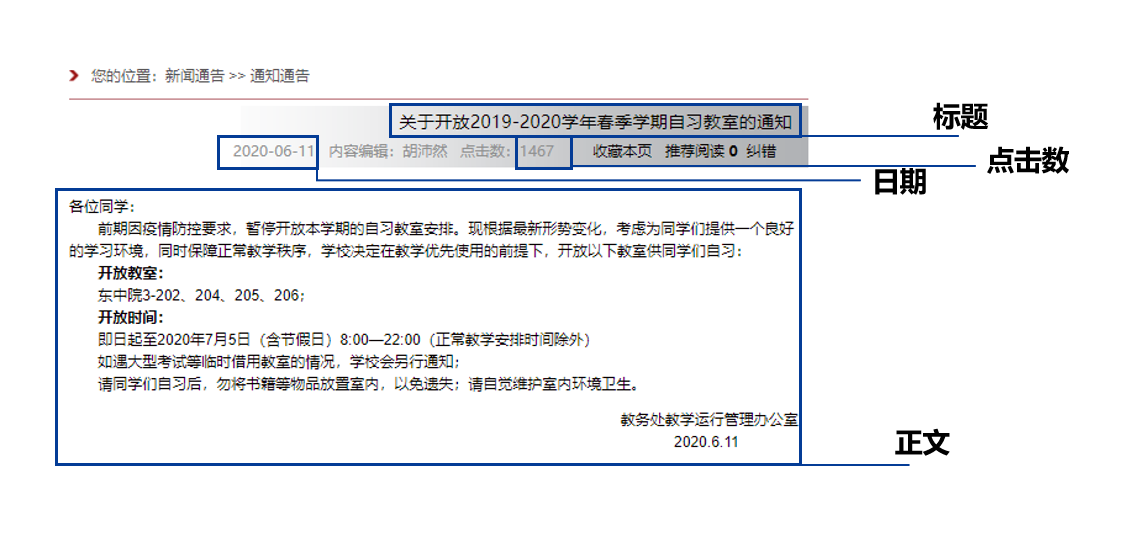 您的位置：新闻通告 >> 通知通告
关于开放2019-2020学年春季学期自习教室的通知
标题
2020-06-11 内容编辑：胡沛然 点击数：1467 收藏本页 推荐阅读 0 纠错
点击数
日期
各位同学：
前期因疫情防控要求，暂停开放本学期的自习教室安排。现根据最新形势变化，考虑为同学们提供一个良好
的学习环境，同时保障正常教学秩序，学校决定在教学优先使用的前提下，开放以下教室供同学们自习：
开放教室：
东中院3-202、204、205、206；
开放时间：
即日起至2020年7月5日（含节假日）8:00—22:00（正常教学安排时间除外）
如遇大型考试等临时借用教室的情况，学校会另行通知；
请同学们自习后，勿将书籍等物品放置室内，以免遗失；请自觉维护室内环境卫生。
教务处教学运行管理办公室
2020.6.11
正文